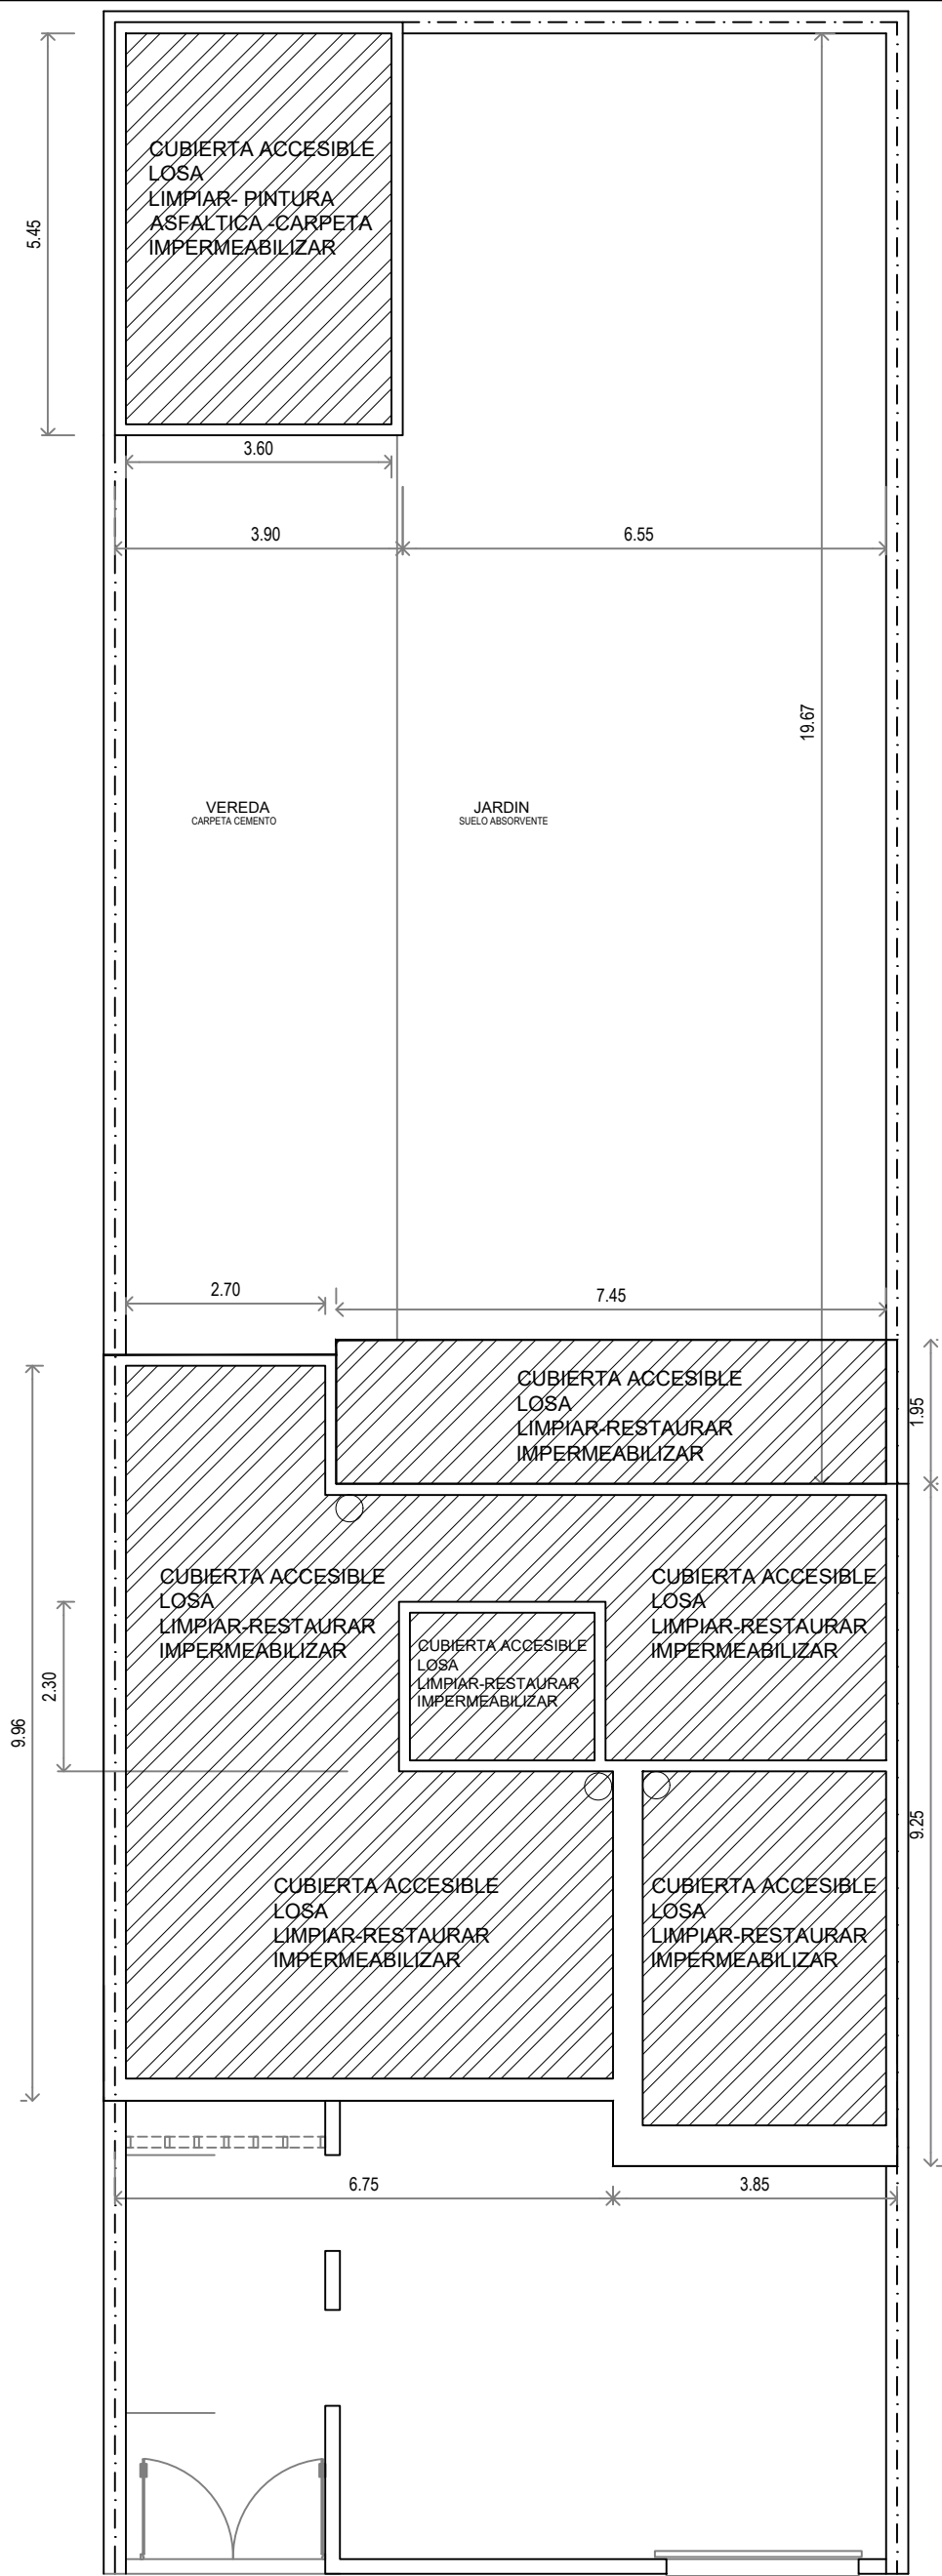 CUBIERTA ACCESIBLE
LOSA
LIMPIAR- PINTURA
ASFALTICA -CARPETA
IMPERMEABILIZAR
5.45
3.60
3.90
6.55
19.67
VEREDA
CARPETA CEMENTO
JARDIN
SUELO ABSORVENTE
2.70
7.45
CUBIERTA ACCESIBLE
LOSA
LIMPIAR-RESTAURAR
IMPERMEABILIZAR
1.95
CUBIERTA ACCESIBLE
LOSA
LIMPIAR-RESTAURAR
IMPERMEABILIZAR
CUBIERTA ACCESIBLE
LOSA
LIMPIAR-RESTAURAR
IMPERMEABILIZAR
CUBIERTA ACCESIBLE
LOSA
LIMPIAR-RESTAURAR
IMPERMEABILIZAR
2.30
9.96
9.25
CUBIERTA ACCESIBLE
LOSA
LIMPIAR-RESTAURAR
IMPERMEABILIZAR
CUBIERTA ACCESIBLE
LOSA
LIMPIAR-RESTAURAR
IMPERMEABILIZAR
6.75
3.85